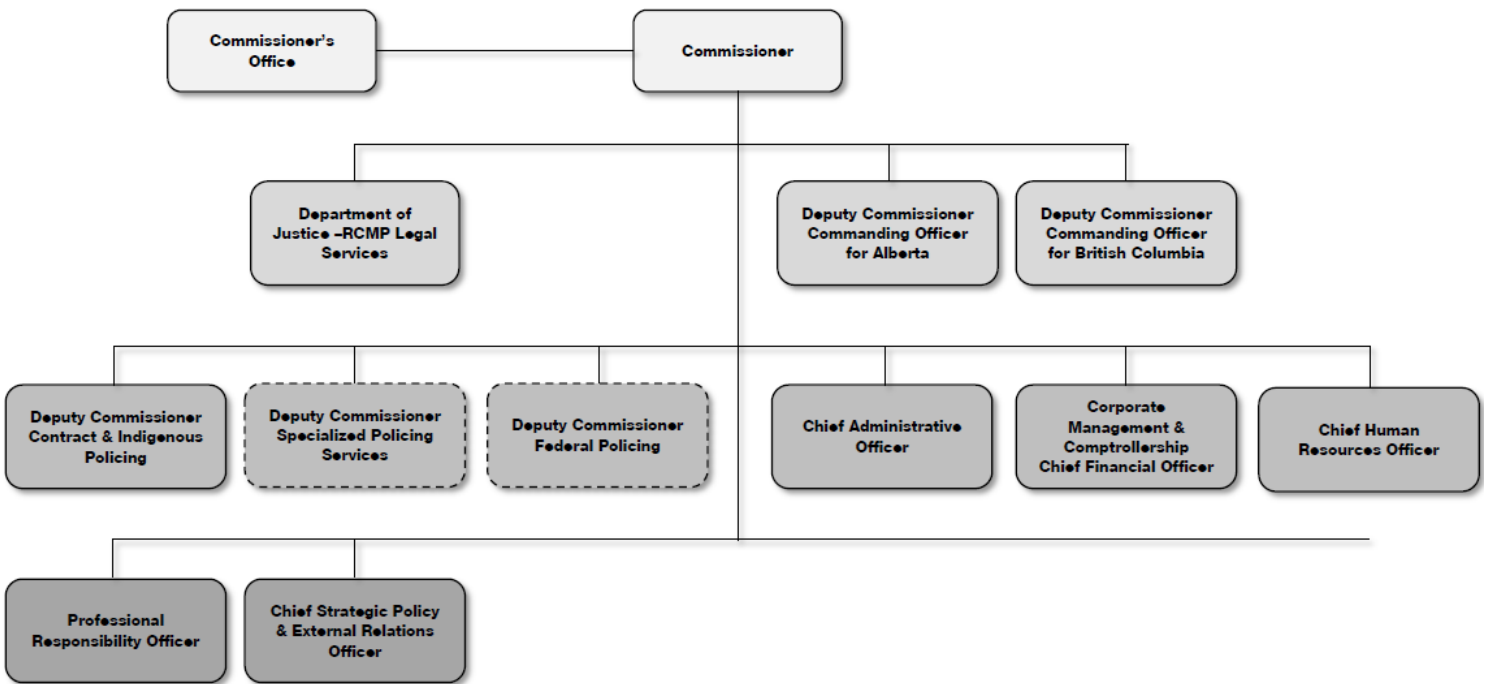 Commissioner's
Office
Commissioner
Department of
Justice –RCMP Legal
Services
Deputy Commissioner
Commanding Officer
for Alberta
Deputy Commissioner
Commanding Officer
for British Columbia
Deputy Commissioner
Contract & Indigenous
Policing
Deputy Commissioner
Specialized Policing
Services
Deputy Commissioner
Federal Policing
Chief Administrative
Officer
Corporate
Management &
Comptrollership
Chief Financial Officer
Chief Human
Resources Officer
Professional
Responsibility Officer
Chief Strategic Policy
& External Relations
Officer